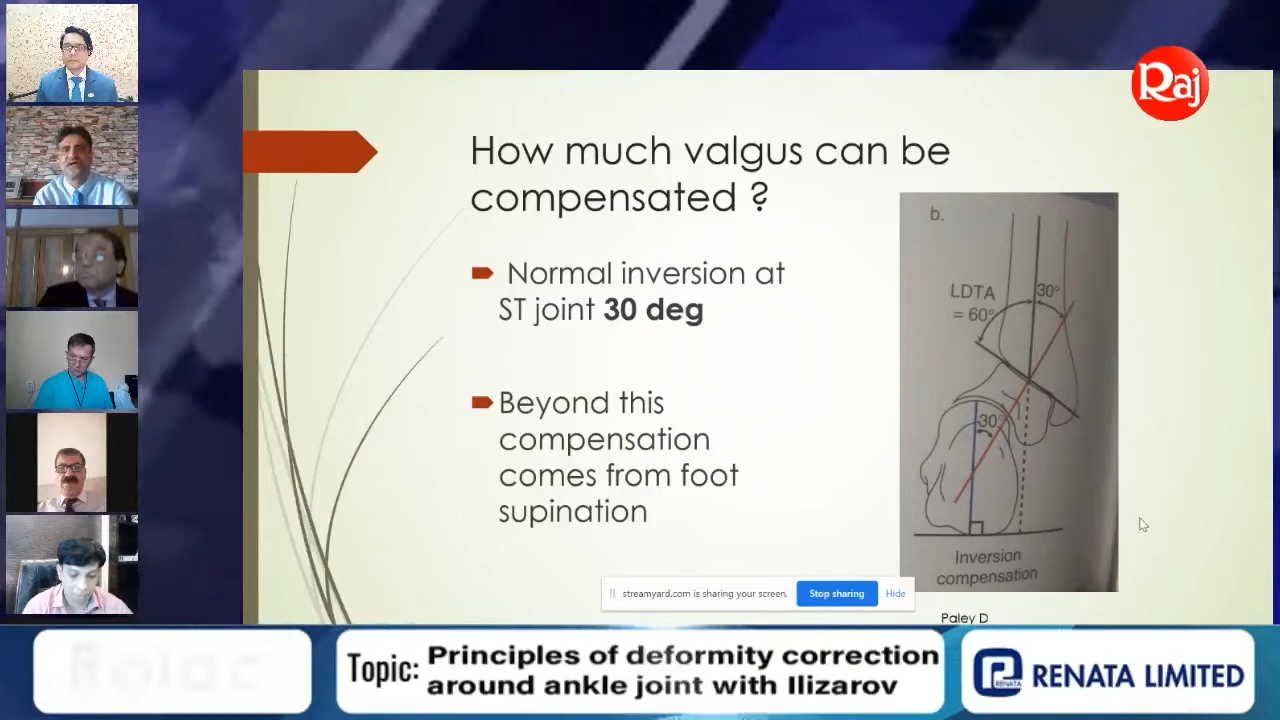 Raj
How much valgus can be
compensated ?
Normal inversion at
ST joint 30 deg
Beyond this
compensation
comes from foot
supination
b.
LDTA
= 60°
30°
30°
Inversion
compensation
streamyard.com is sharing your screen.
Stop sharing
Hide
Paley D
Rolac
Topic:
Principles of deformity correction
around ankle joint with Ilizarov
RENATA LIMITED